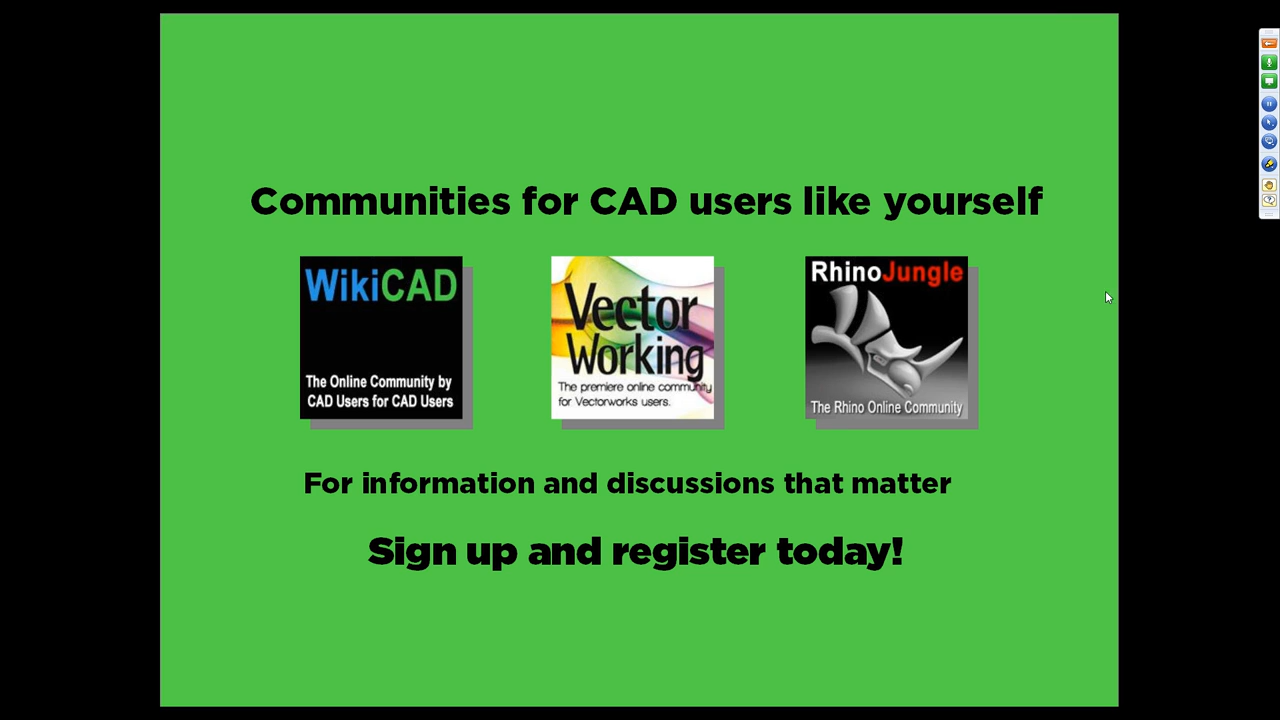 Communities for CAD users like yourself
WikiCAD
The Online Community by
CAD Users for CAD Users
Vector
Working
The premiere online community
for Vectorworks users.
RhinoJungle
The Rhino Online Community
For information and discussions that matter
Sign up and register today!